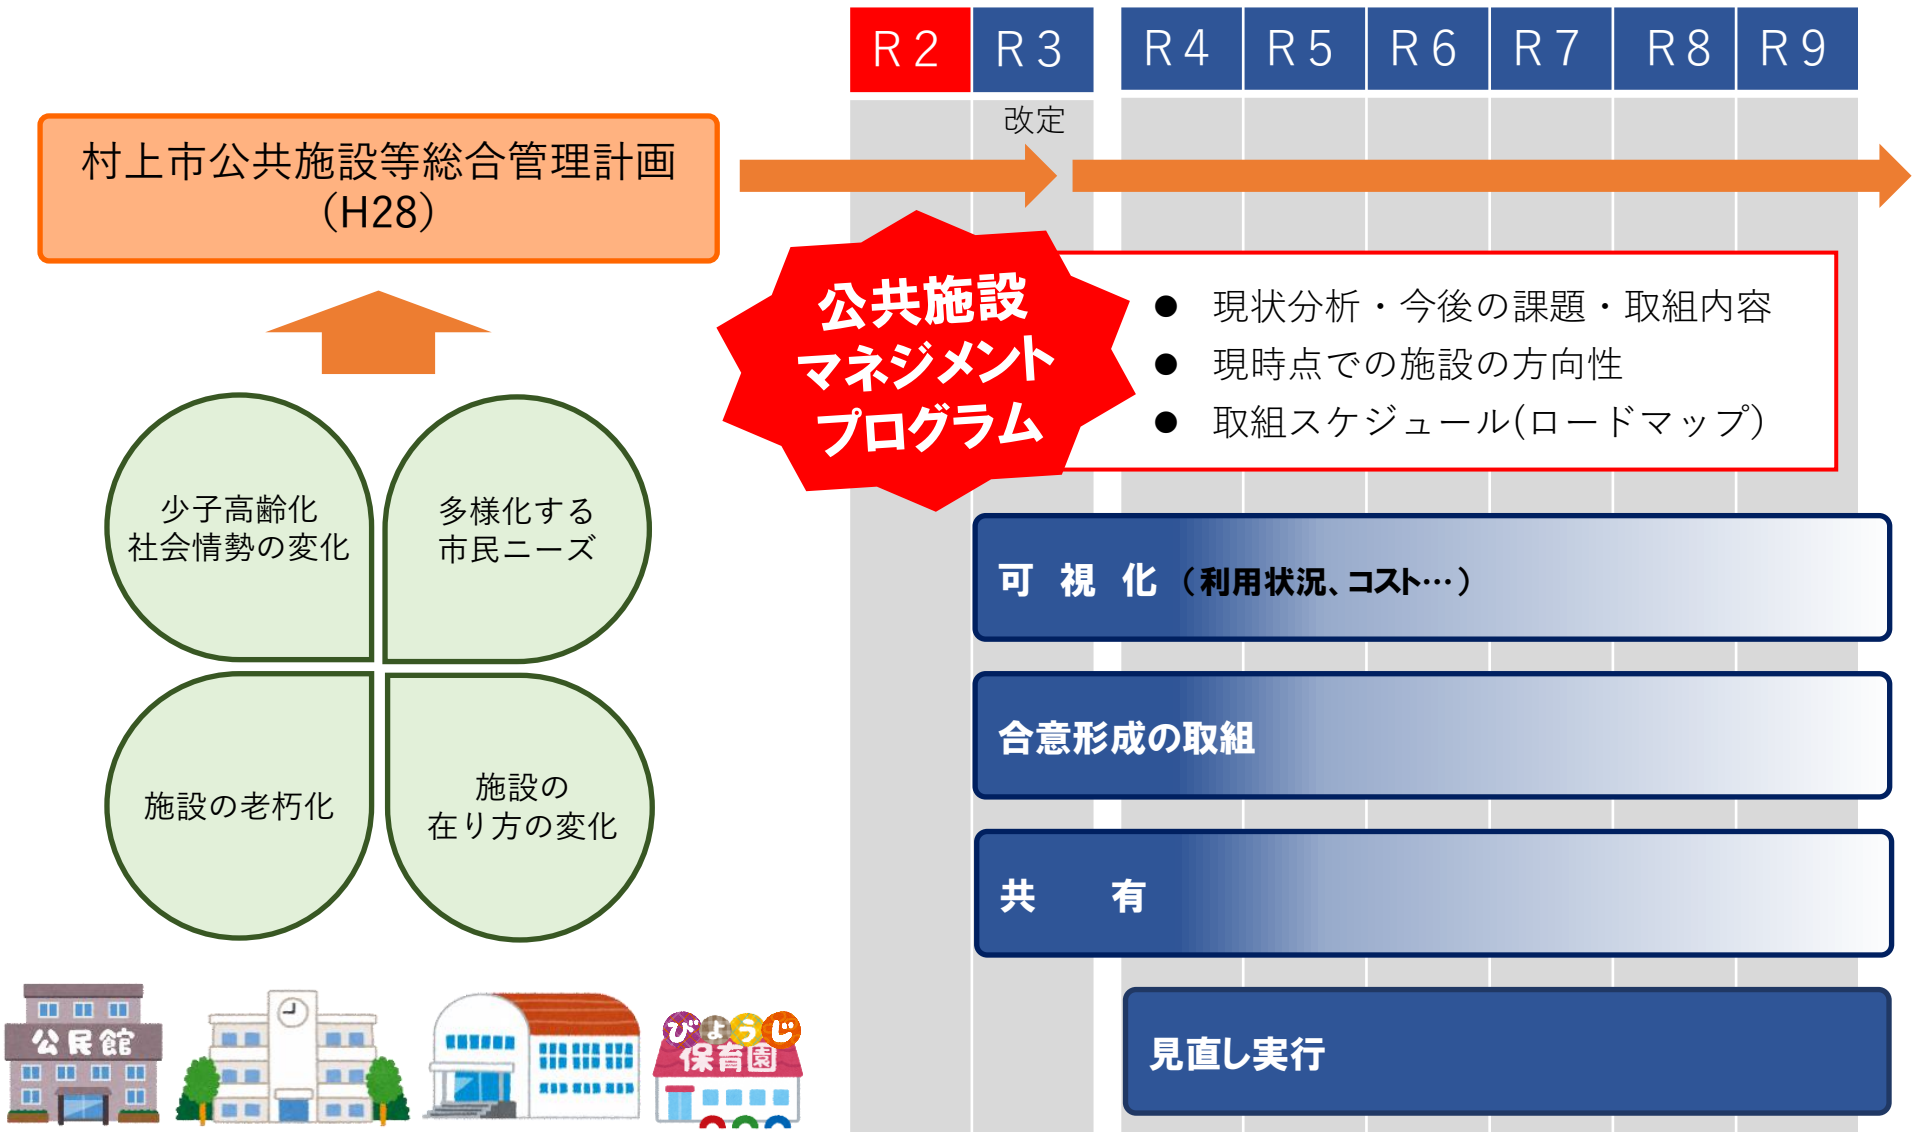 R2
R3
R4
R5
R6
R7
R8
R9
改定
村上市公共施設等総合管理計画
(H28)
公共施設
マネジメント
プログラム
● 現状分析・今後の課題・取組内容
● 現時点での施設の方向性
● 取組スケジュール(ロードマップ)
少子高齢化
社会情勢の変化
多様化する
市民ニーズ
施設の老朽化
施設の
在り方の変化
可 視 化 (利用状況、コスト…)
合意形成の取組
共 有
見直し実行
公民館
びょうじ
保育園